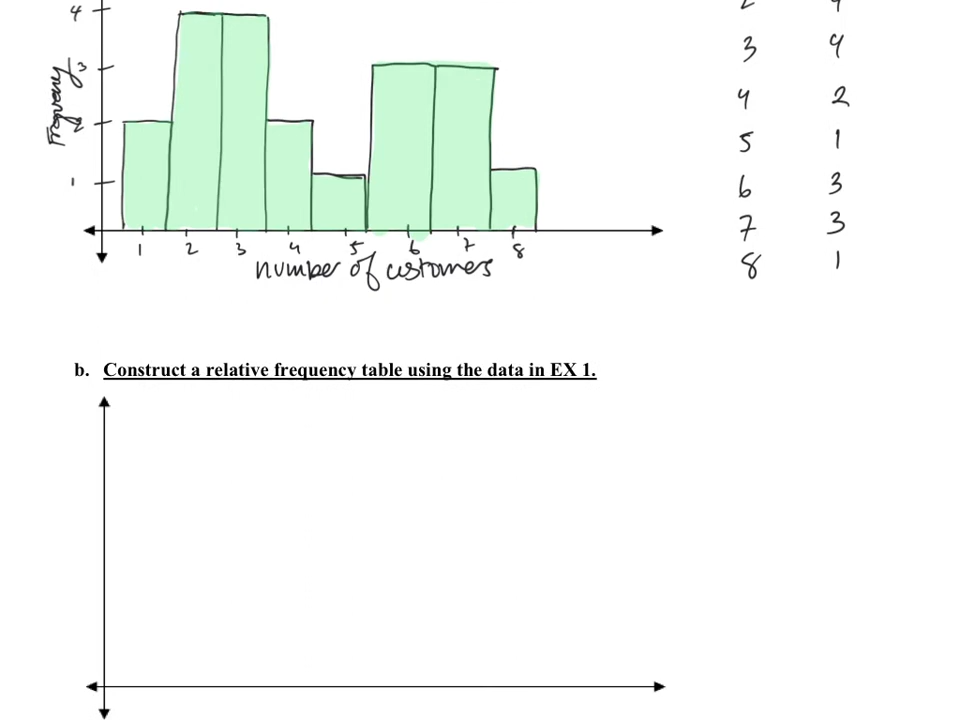 4
3
2
1
Frequency
1 2 3 4 5 6 7 8
number of customers
3 4
4 2
5 1
6 3
7 3
8 1
b. Construct a relative frequency table using the data in EX 1.